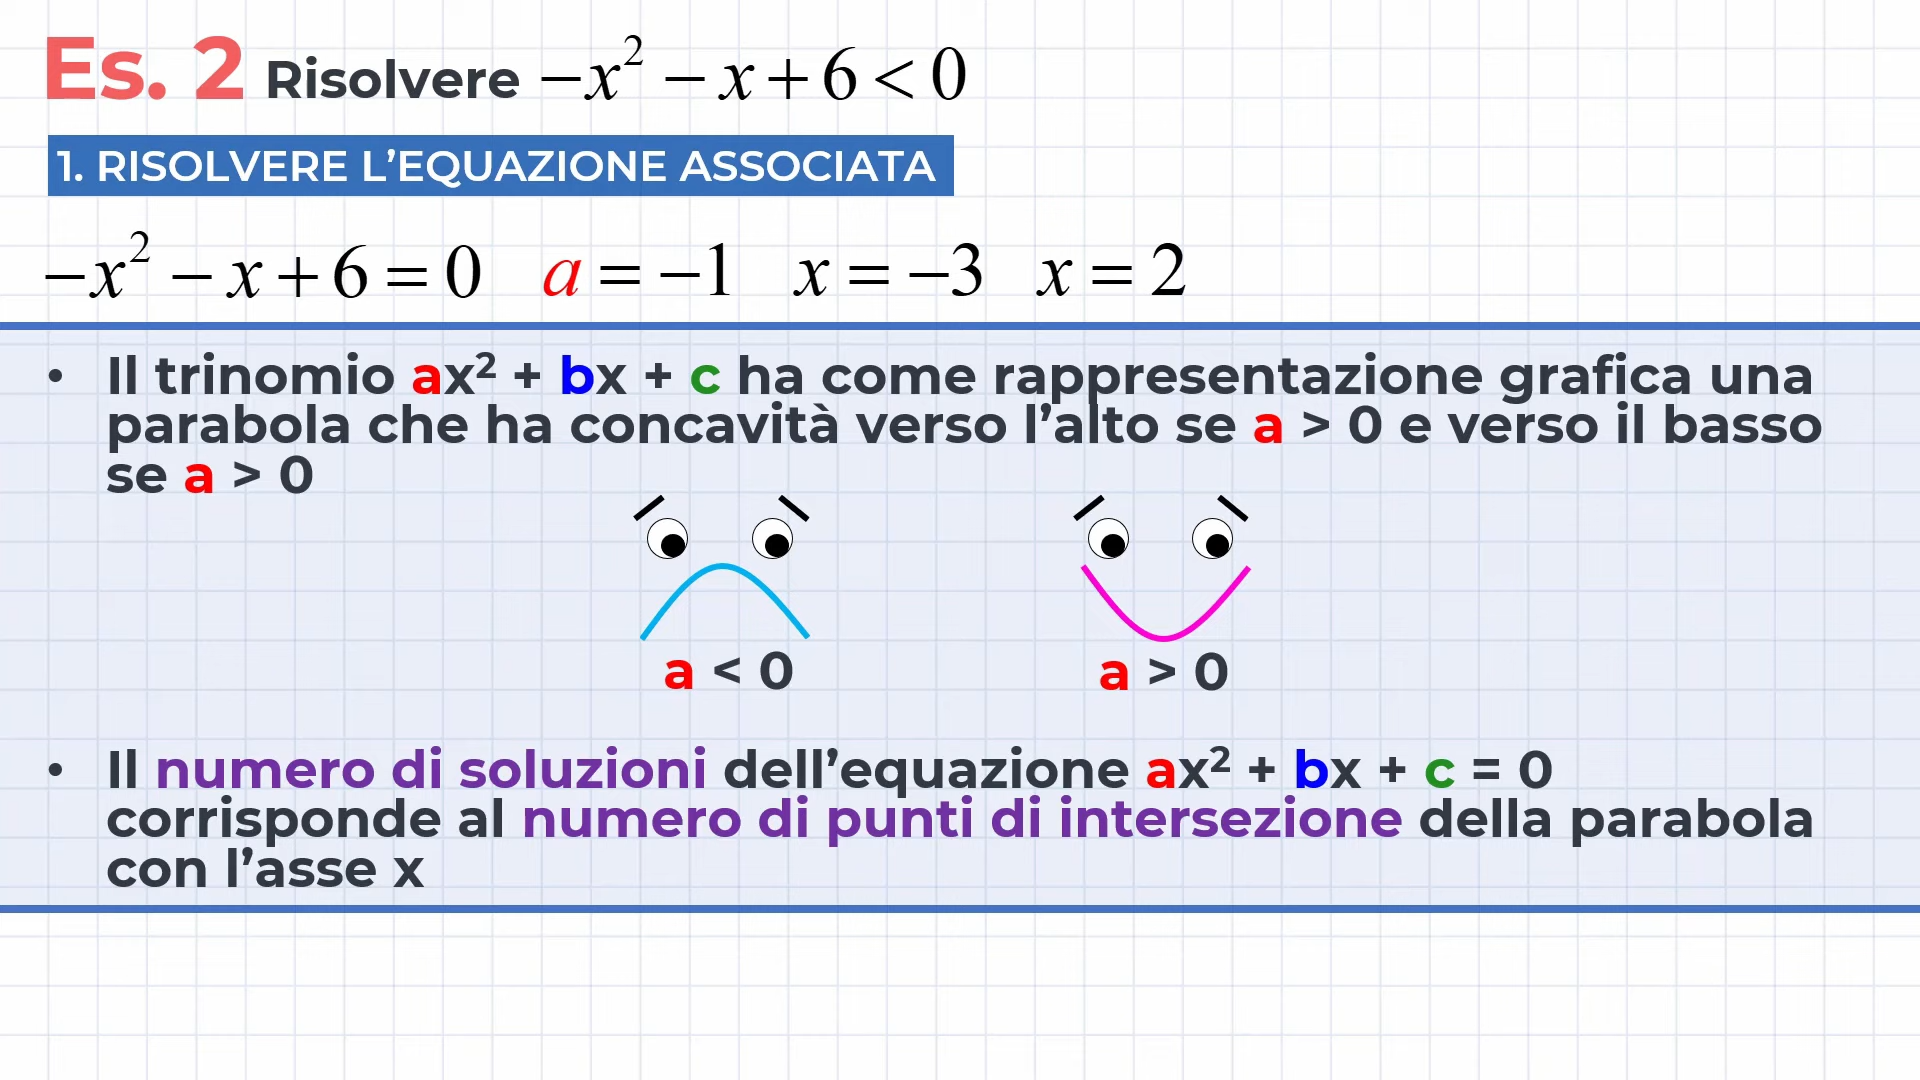 Es. 2 Risolvere −x² − x + 6 < 0
1. RISOLVERE L’EQUAZIONE ASSOCIATA
−x² − x + 6 = 0 a = −1 x = −3 x = 2
• Il trinomio ax² + bx + c ha come rappresentazione grafica una
parabola che ha concavità verso l’alto se a > 0 e verso il basso
se a > 0
a < 0 a > 0
• Il numero di soluzioni dell’equazione ax² + bx + c = 0
corrisponde al numero di punti di intersezione della parabola
con l’asse x